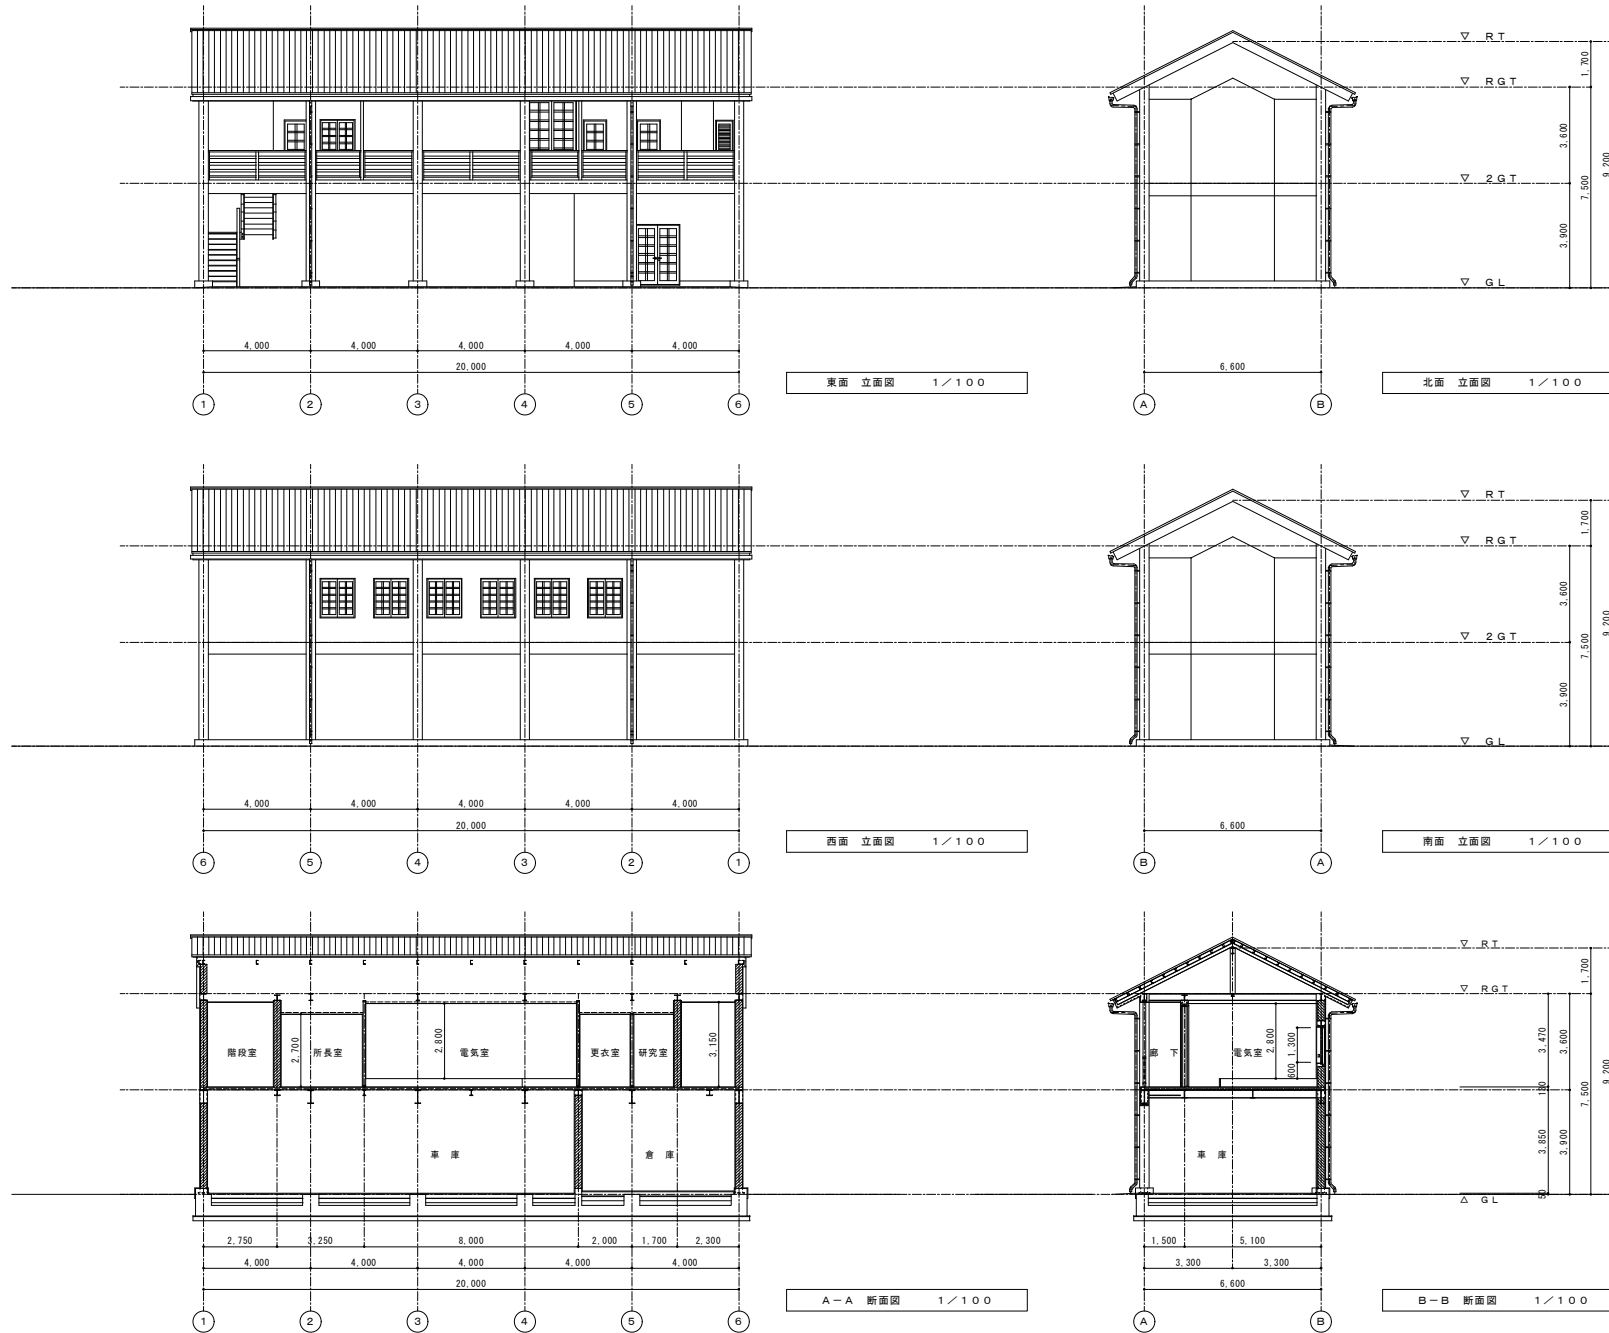 ▽ RT
▽ RGT
▽ 2GT
▽ GL
1,700
3,600
3,900
7,500
9,200
4,000 4,000 4,000 4,000 4,000
20,000
1 2 3 4 5 6
東面 立面図 1/100
6,600
A B
北面 立面図 1/100
▽ RT
▽ RGT
▽ 2GT
▽ GL
1,700
3,600
3,900
7,500
9,200
4,000 4,000 4,000 4,000 4,000
20,000
6 5 4 3 2 1
西面 立面図 1/100
6,600
B A
南面 立面図 1/100
階段室 2,700 所長室 2,800 電気室 更衣室 研究室 3,150
車 庫 倉 庫
2,750 3,250 8,000 2,000 1,700 2,300
4,000 4,000 4,000 4,000 4,000
20,000
1 2 3 4 5 6
A-A 断面図 1/100
廊 下 電気室 2,800 1,300 600
車 庫
▽ RT
▽ RGT
△ GL
1,700
3,470
3,600
3,850
3,900
50
7,500
9,200
1,500 5,100
3,300 3,300
6,600
A B
B-B 断面図 1/100